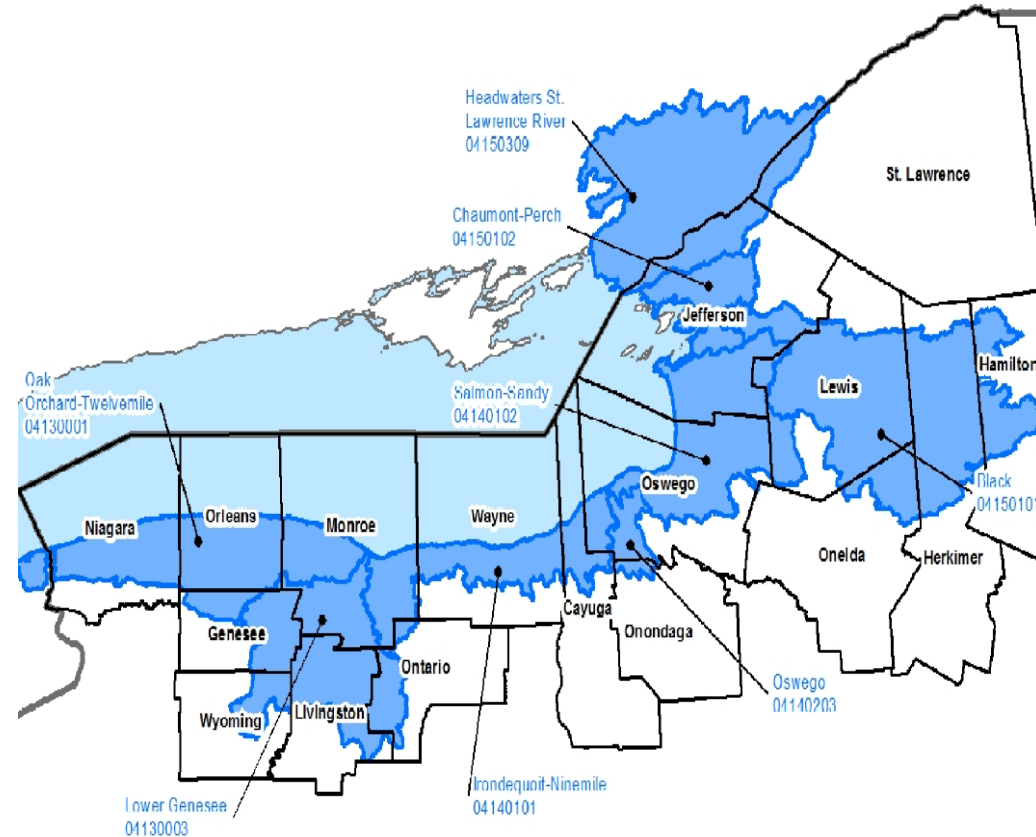 Headwaters St.
Lawrence River
04150309
St. Lawrence
Chaumont-Perch
04150102
Jefferson
Hamilton
Oak
Orchard-Twelvemile
04130001
Salmon-Sandy
04140102
Lewis
Black
04150101
Niagara
Orleans
Monroe
Wayne
Oswego
Oneida
Herkimer
Cayuga
Onondaga
Genesee
Ontario
Oswego
04140203
Wyoming
Livingston
Irondequoit-Ninemile
04140101
Lower Genesee
04130003